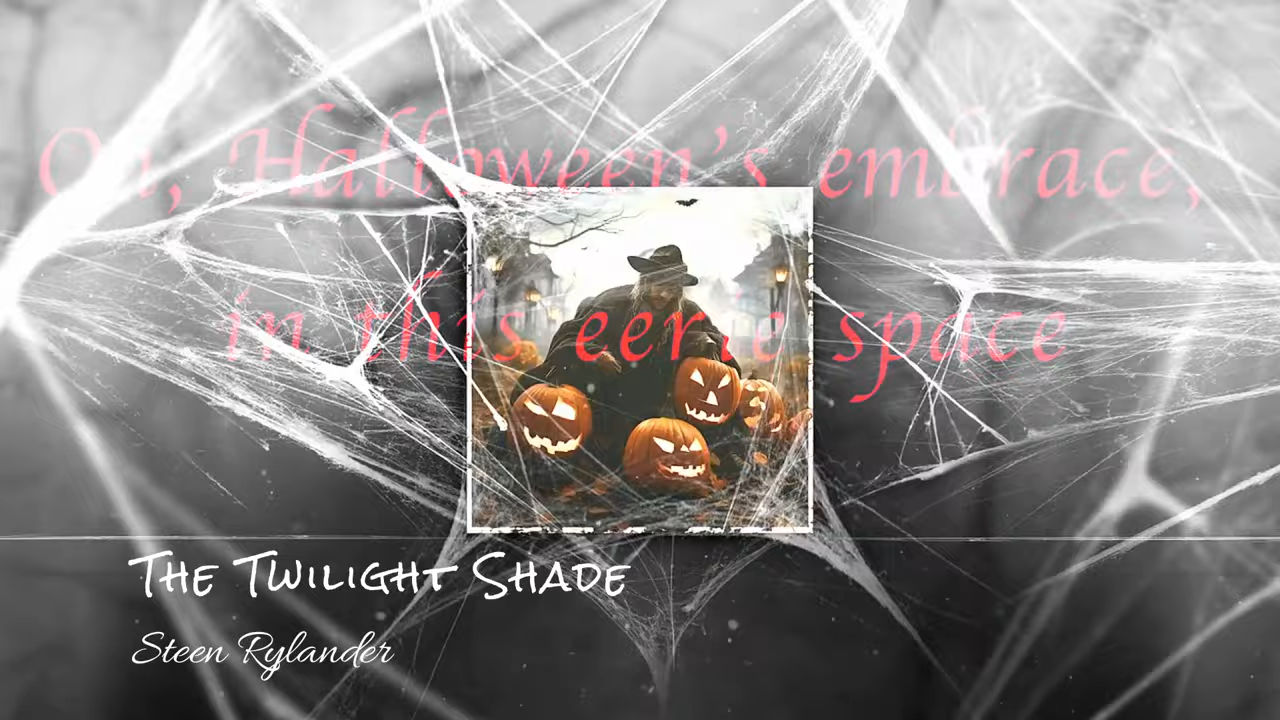 Oh, Halloween's embrace,
in this eerie space
The Twilight Shade
Steen Rylander